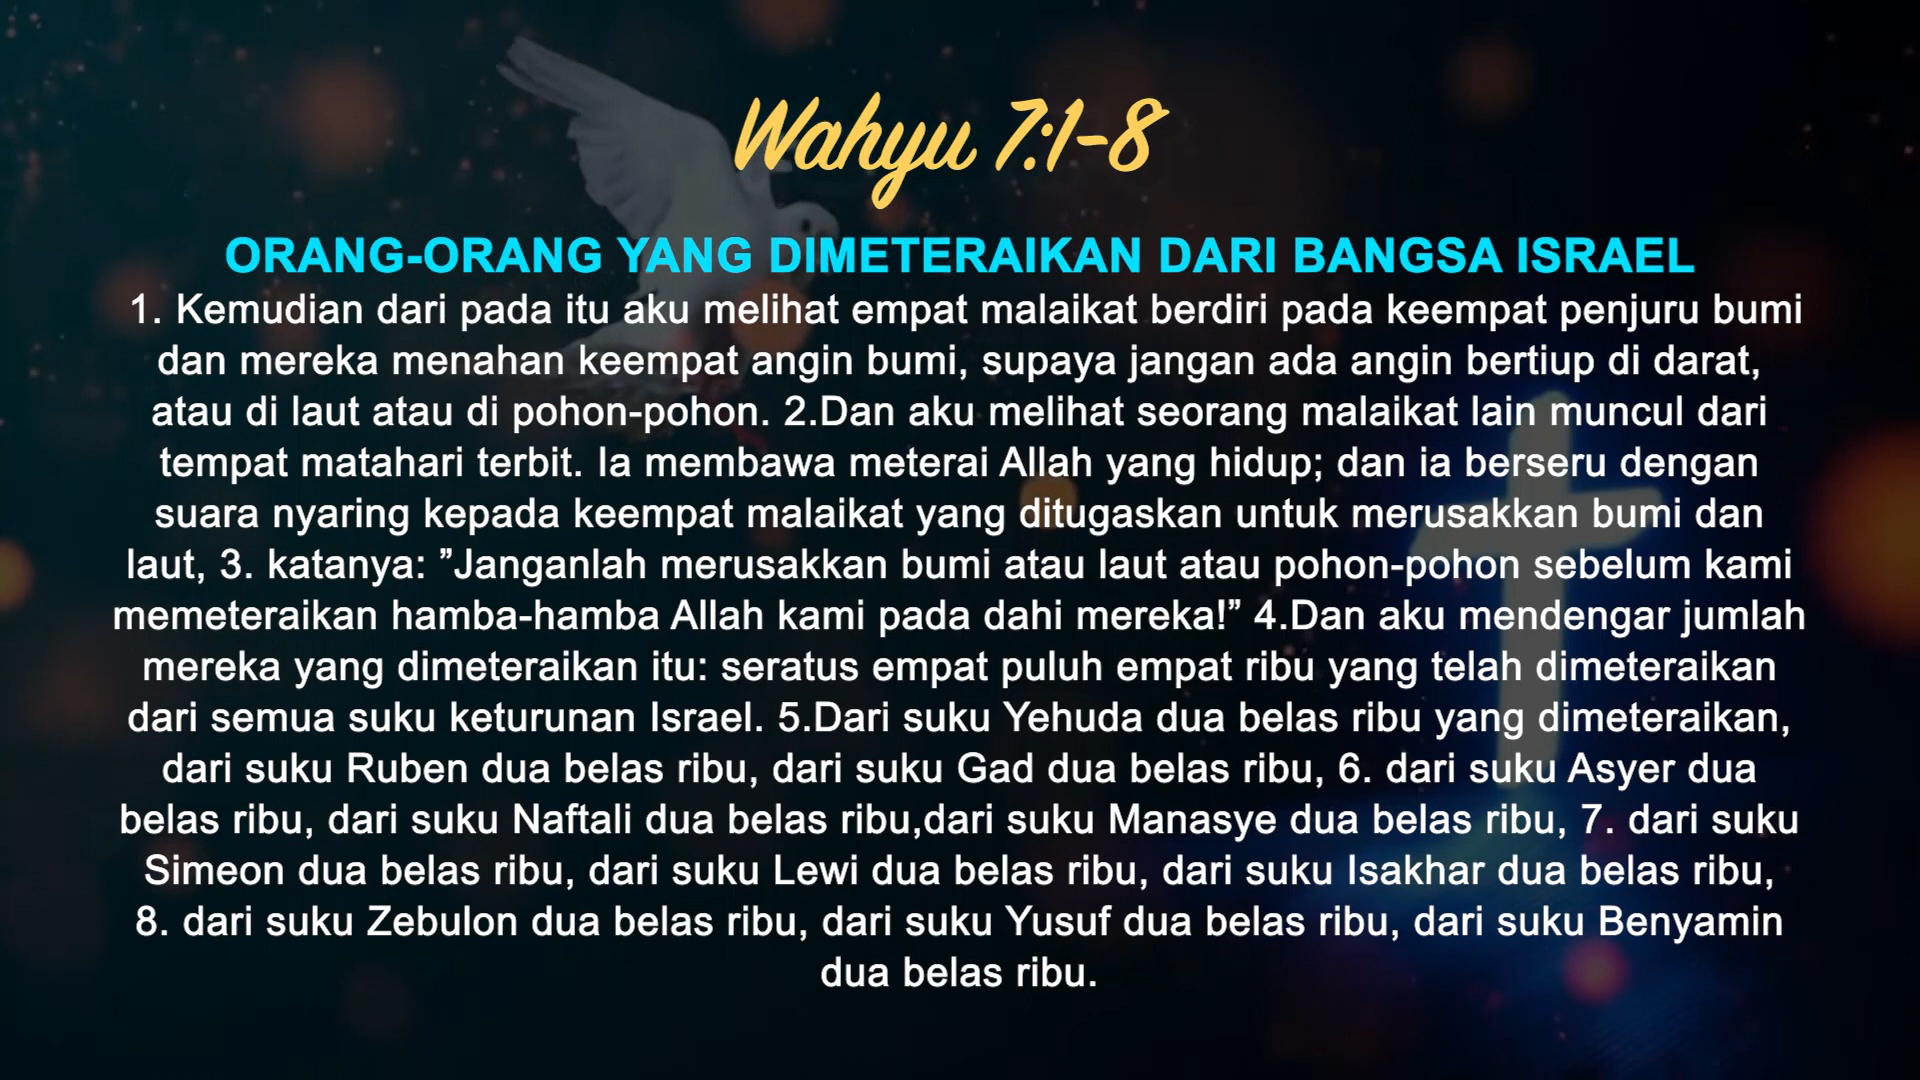 Wahyu 7:1-8
ORANG-ORANG YANG DIMETERAIKAN DARI BANGSA ISRAEL
1. Kemudian dari pada itu aku melihat empat malaikat berdiri pada keempat penjuru bumi
dan mereka menahan keempat angin bumi, supaya jangan ada angin bertiup di darat,
atau di laut atau di pohon-pohon. 2.Dan aku melihat seorang malaikat lain muncul dari
tempat matahari terbit. Ia membawa meterai Allah yang hidup; dan ia berseru dengan
suara nyaring kepada keempat malaikat yang ditugaskan untuk merusakkan bumi dan
laut, 3. katanya: ”Janganlah merusakkan bumi atau laut atau pohon-pohon sebelum kami
memeteraikan hamba-hamba Allah kami pada dahi mereka!” 4.Dan aku mendengar jumlah
mereka yang dimeteraikan itu: seratus empat puluh empat ribu yang telah dimeteraikan
dari semua suku keturunan Israel. 5.Dari suku Yehuda dua belas ribu yang dimeteraikan,
dari suku Ruben dua belas ribu, dari suku Gad dua belas ribu, 6. dari suku Asyer dua
belas ribu, dari suku Naftali dua belas ribu,dari suku Manasye dua belas ribu, 7. dari suku
Simeon dua belas ribu, dari suku Lewi dua belas ribu, dari suku Isakhar dua belas ribu,
8. dari suku Zebulon dua belas ribu, dari suku Yusuf dua belas ribu, dari suku Benyamin
dua belas ribu.